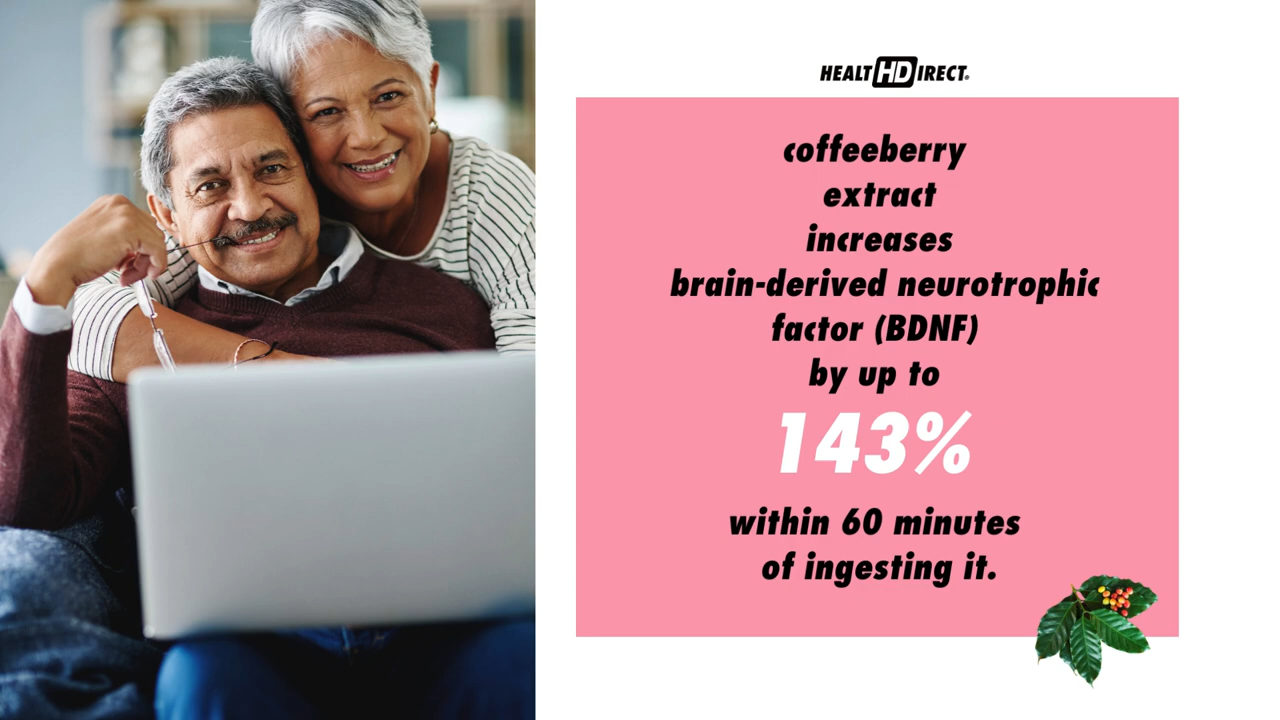 HEALTHDIRECT®
coffeeberry
extract
increases
brain-derived neurotrophic
factor (BDNF)
by up to
143%
within 60 minutes
of ingesting it.